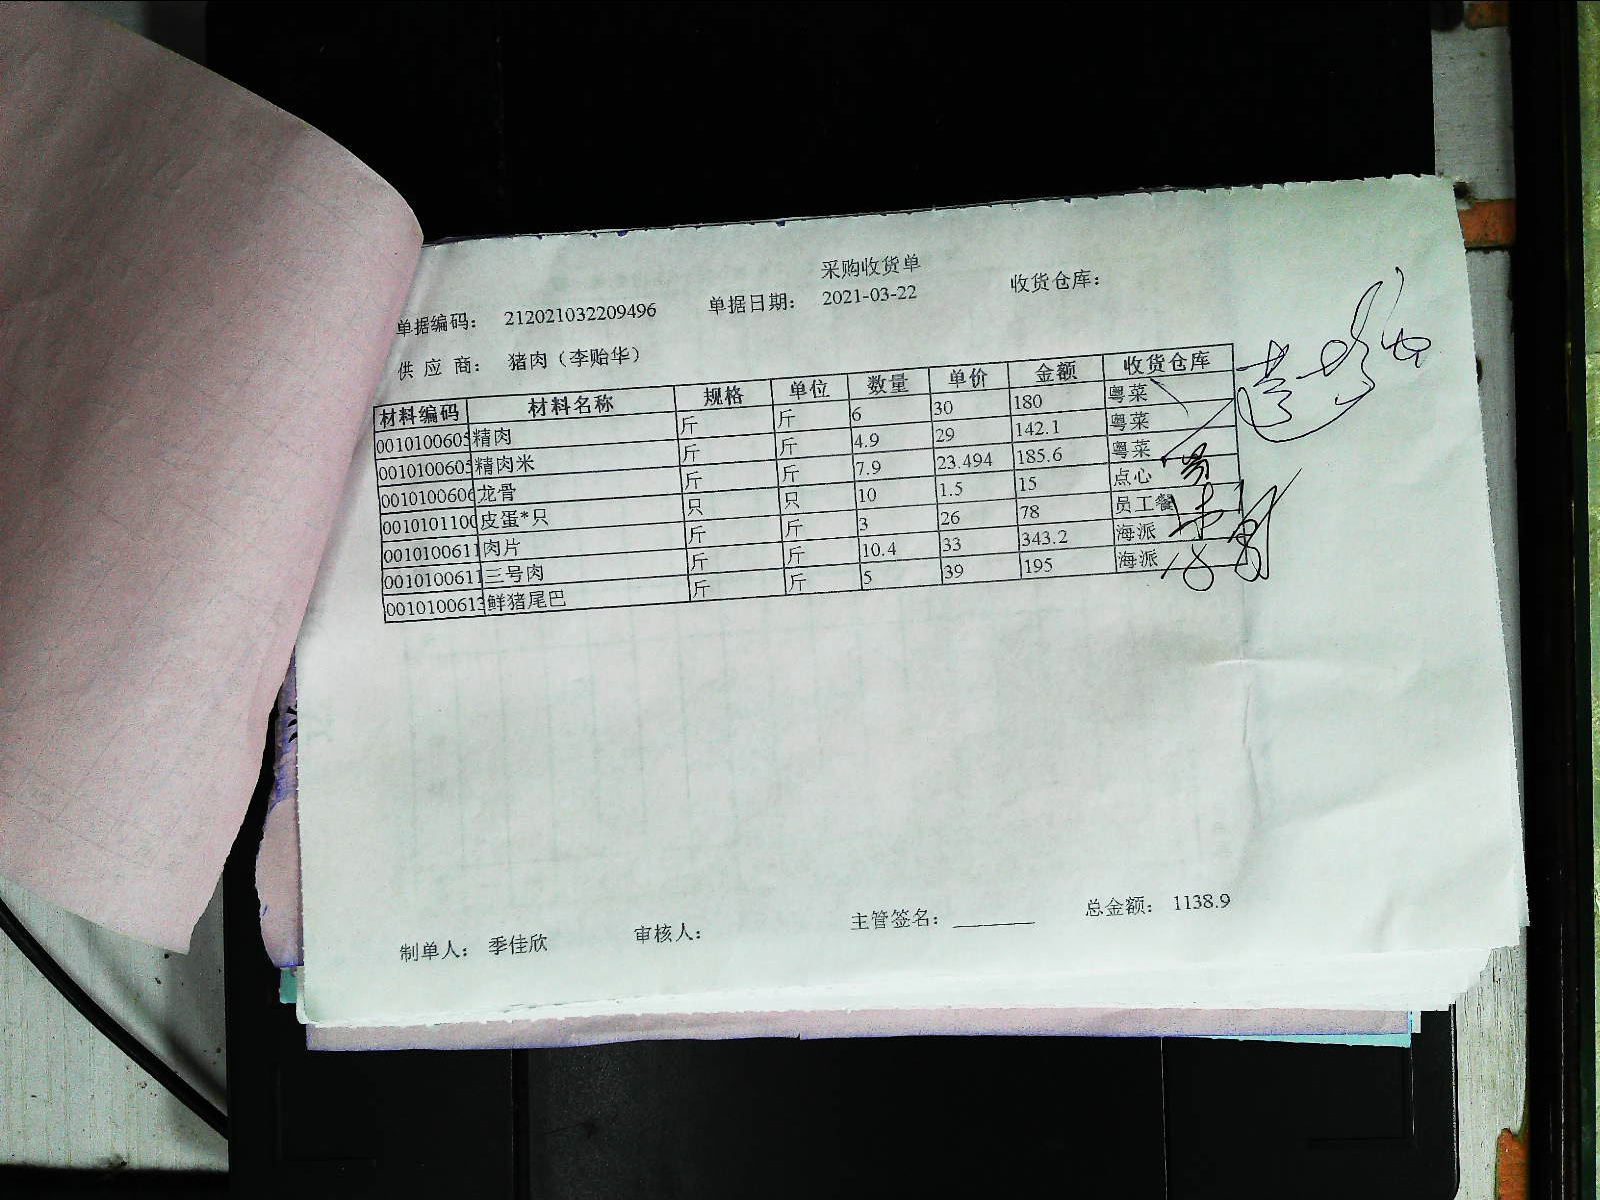 采购收货单
单据编码： 212021032209496 单据日期： 2021-03-22 收货仓库：
供 应 商： 猪肉（李贻华）
材料编码 材料名称 规格 单位 数量 单价 金额 收货仓库
0010100605 精肉 斤 斤 6 30 180 粤菜
0010100605 精肉米 斤 斤 4.9 29 142.1 粤菜
0010100606 龙骨 斤 斤 7.9 23.494 185.6 粤菜
0010101100 皮蛋*只 只 只 10 1.5 15 点心
0010100611 肉片 斤 斤 3 26 78 员工餐
0010100611 三号肉 斤 斤 10.4 33 343.2 海派
0010100613 鲜猪尾巴 斤 斤 5 39 195 海派
制单人： 季佳欣 审核人： 主管签名： 总金额： 1138.9